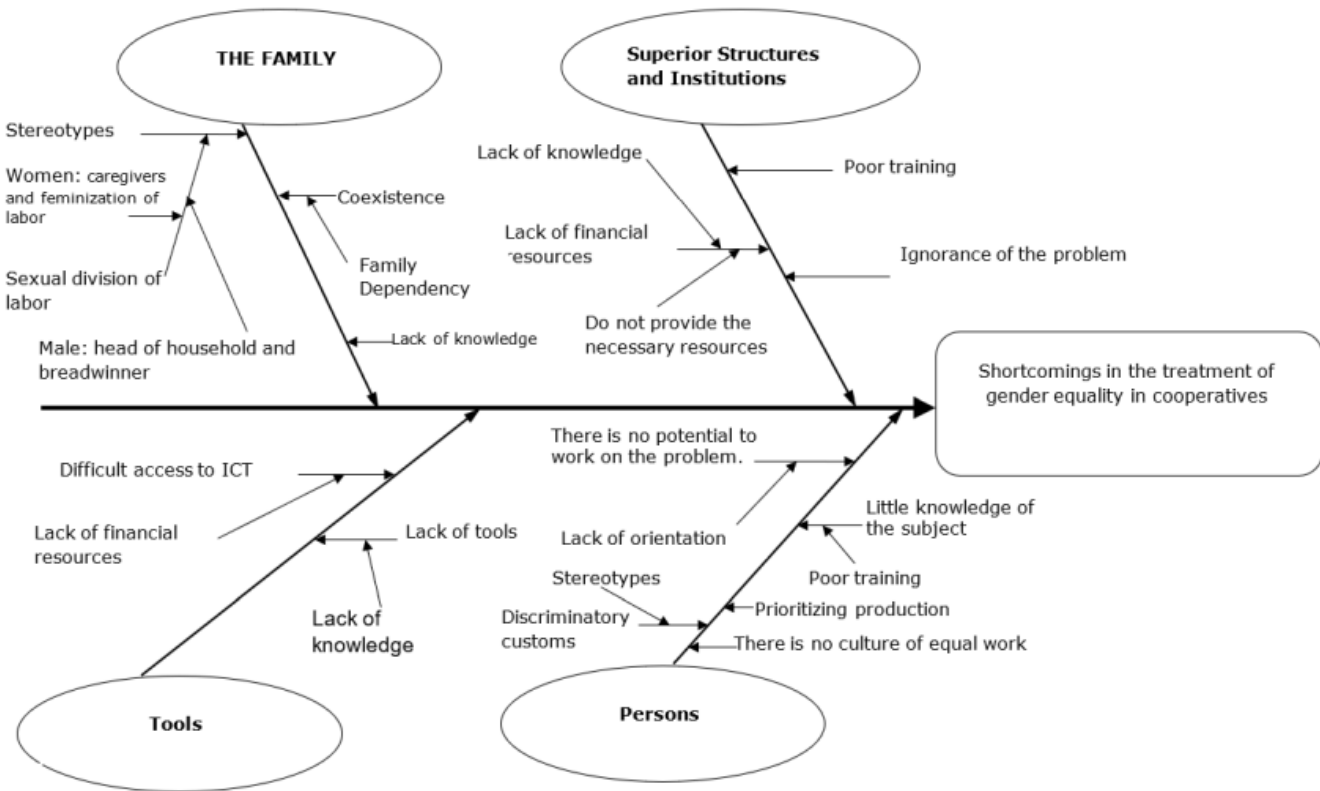 THE FAMILY
Superior Structures
and Institutions
Stereotypes
Women: caregivers
and feminization of
labor
Sexual division of
labor
Male: head of household and
breadwinner
Coexistence
Family
Dependency
Lack of knowledge
Lack of knowledge
Poor training
Lack of financial
resources
Ignorance of the problem
Do not provide the
necessary resources
Shortcomings in the treatment of
gender equality in cooperatives
Difficult access to ICT
Lack of financial
resources
Lack of tools
Lack of
knowledge
There is no potential to
work on the problem.
Lack of orientation
Little knowledge of
the subject
Poor training
Stereotypes
Prioritizing production
Discriminatory
customs
There is no culture of equal work
Tools
Persons